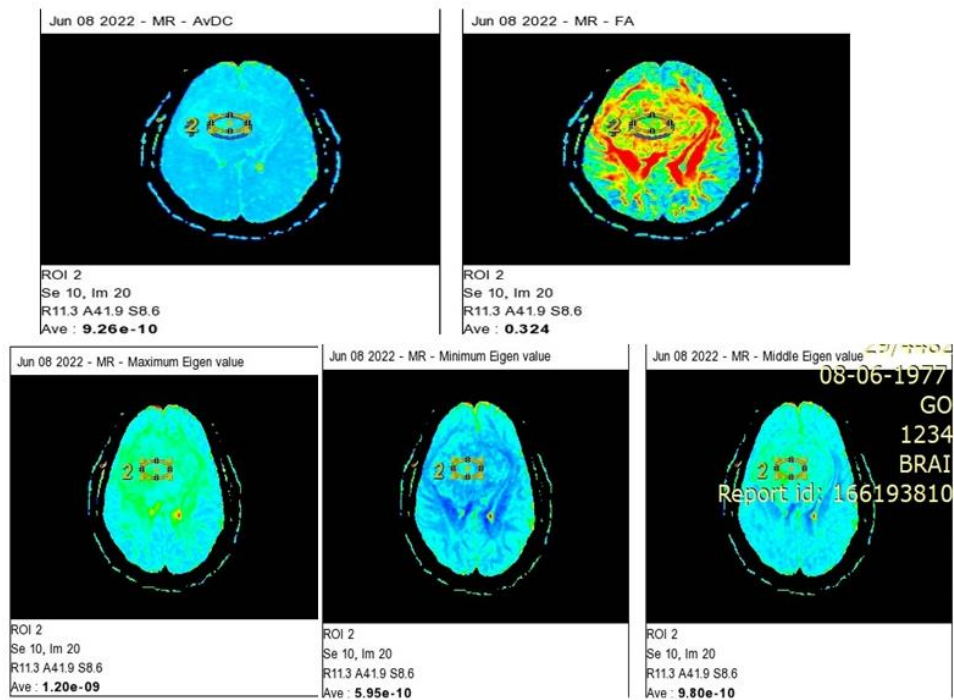 Jun 08 2022 - MR - AvDC
2
ROI 2
Se 10, Im 20
R11.3 A41.9 S8.6
Ave : 9.26e-10
Jun 08 2022 - MR - FA
2
ROI 2
Se 10, Im 20
R11.3 A41.9 S8.6
Ave : 0.324
Jun 08 2022 - MR - Maximum Eigen value
2
ROI 2
Se 10, Im 20
R11.3 A41.9 S8.6
Ave : 1.20e-09
Jun 08 2022 - MR - Minimum Eigen value
2
ROI 2
Se 10, Im 20
R11.3 A41.9 S8.6
Ave : 5.95e-10
Jun 08 2022 - MR - Middle Eigen value
08-06-1977
GO
1234
BRAI
Report id: 166193810
2
ROI 2
Se 10, Im 20
R11.3 A41.9 S8.6
Ave : 9.80e-10